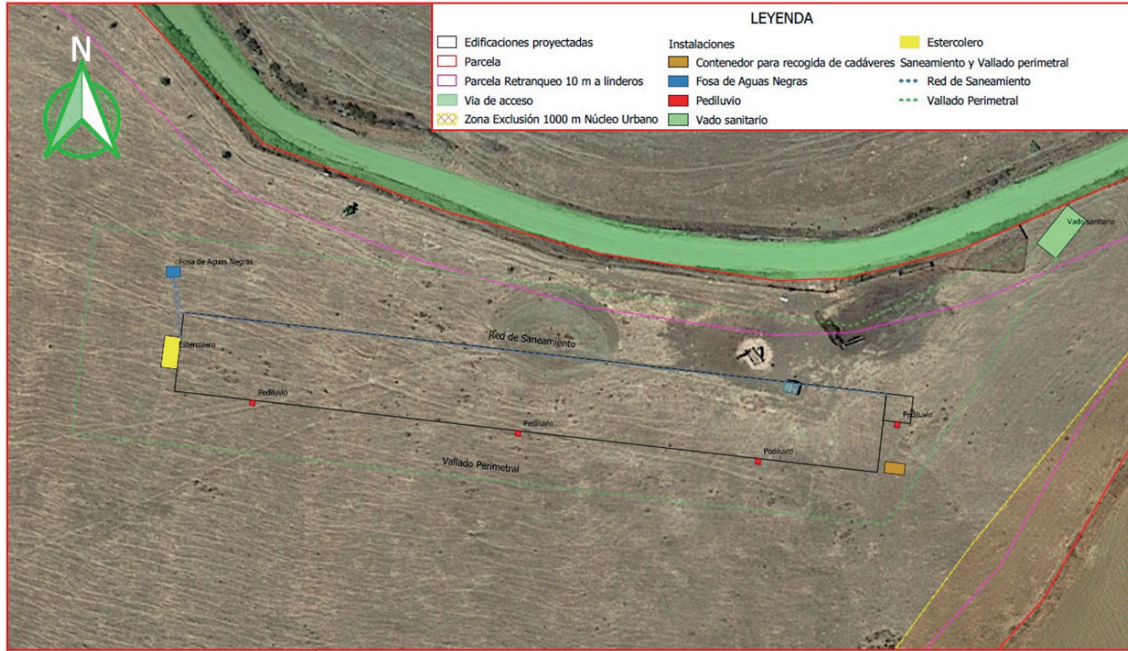 LEYENDA
Edificaciones proyectadas
Parcela
Parcela Retranqueo 10 m a linderos
Via de acceso
Zona Exclusión 1000 m Núcleo Urbano
Instalaciones
Contenedor para recogida de cadáveres
Fosa de Aguas Negras
Pediluvio
Vado sanitario
Estercolero
Saneamiento y Vallado perimetral
Red de Saneamiento
Vallado Perimetral
N
Vado sanitario
Fosa de Aguas Negras
Red de Saneamiento
Estercolero
Pediluvio
Pediluvio
Pediluvio
Pediluvio
Vallado Perimetral